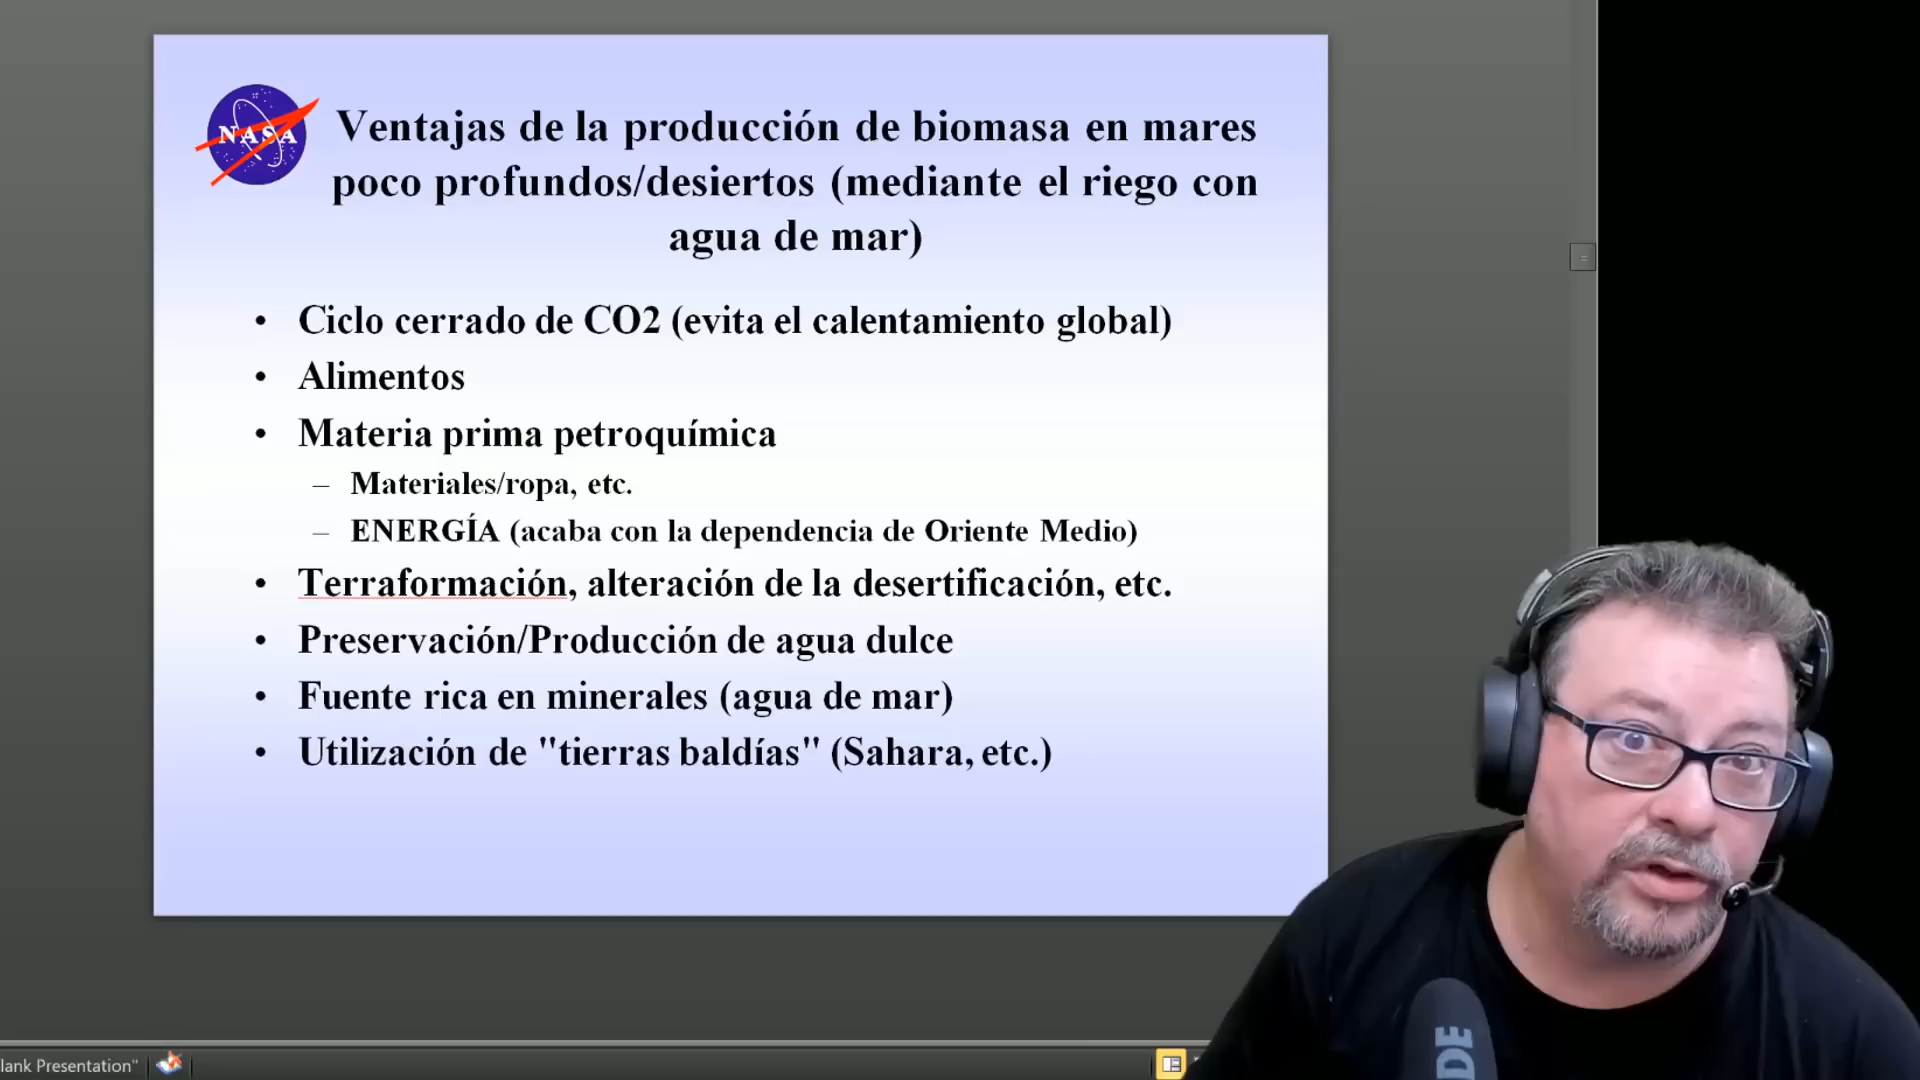 NASA
Ventajas de la producción de biomasa en mares
poco profundos/desiertos (mediante el riego con
agua de mar)
• Ciclo cerrado de CO2 (evita el calentamiento global)
• Alimentos
• Materia prima petroquímica
– Materiales/ropa, etc.
– ENERGÍA (acaba con la dependencia de Oriente Medio)
• Terraformación, alteración de la desertificación, etc.
• Preservación/Producción de agua dulce
• Fuente rica en minerales (agua de mar)
• Utilización de "tierras baldías" (Sahara, etc.)
lank Presentation"
DE